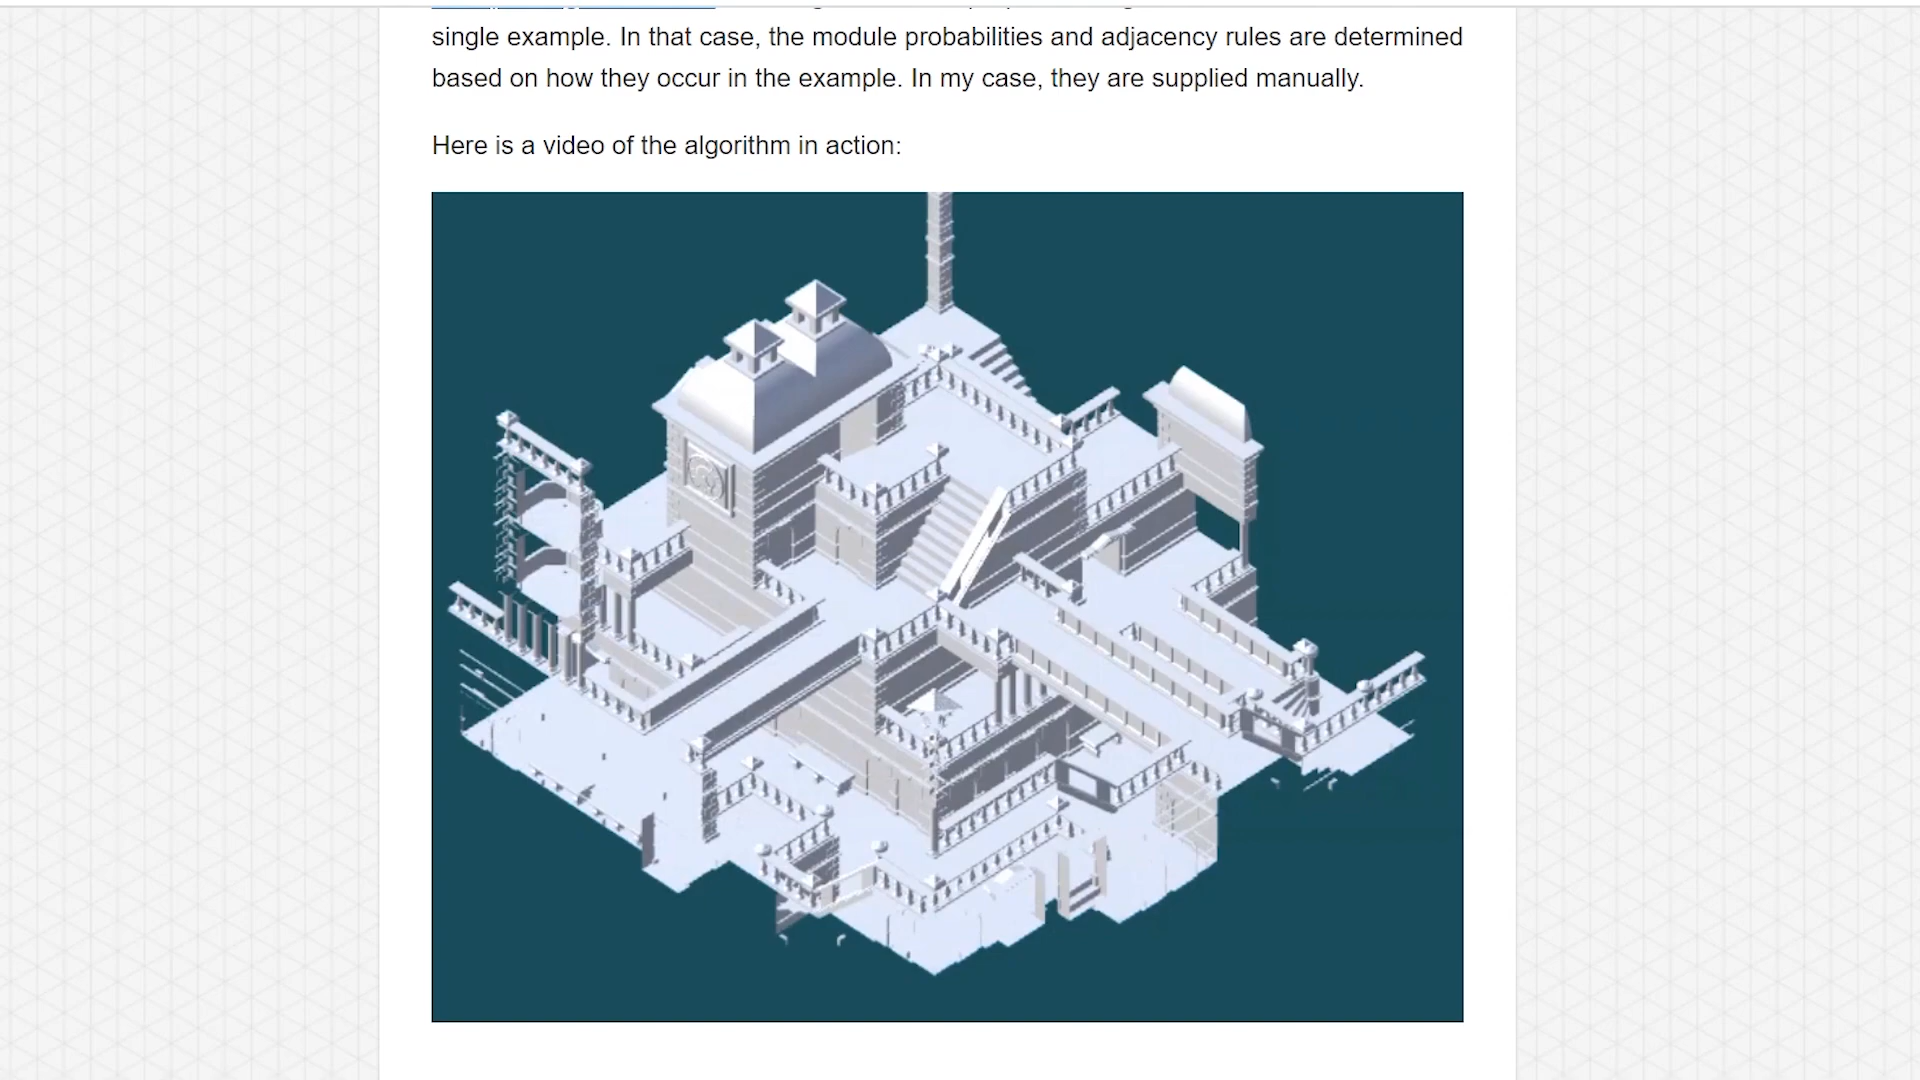 single example. In that case, the module probabilities and adjacency rules are determined
based on how they occur in the example. In my case, they are supplied manually.
Here is a video of the algorithm in action: